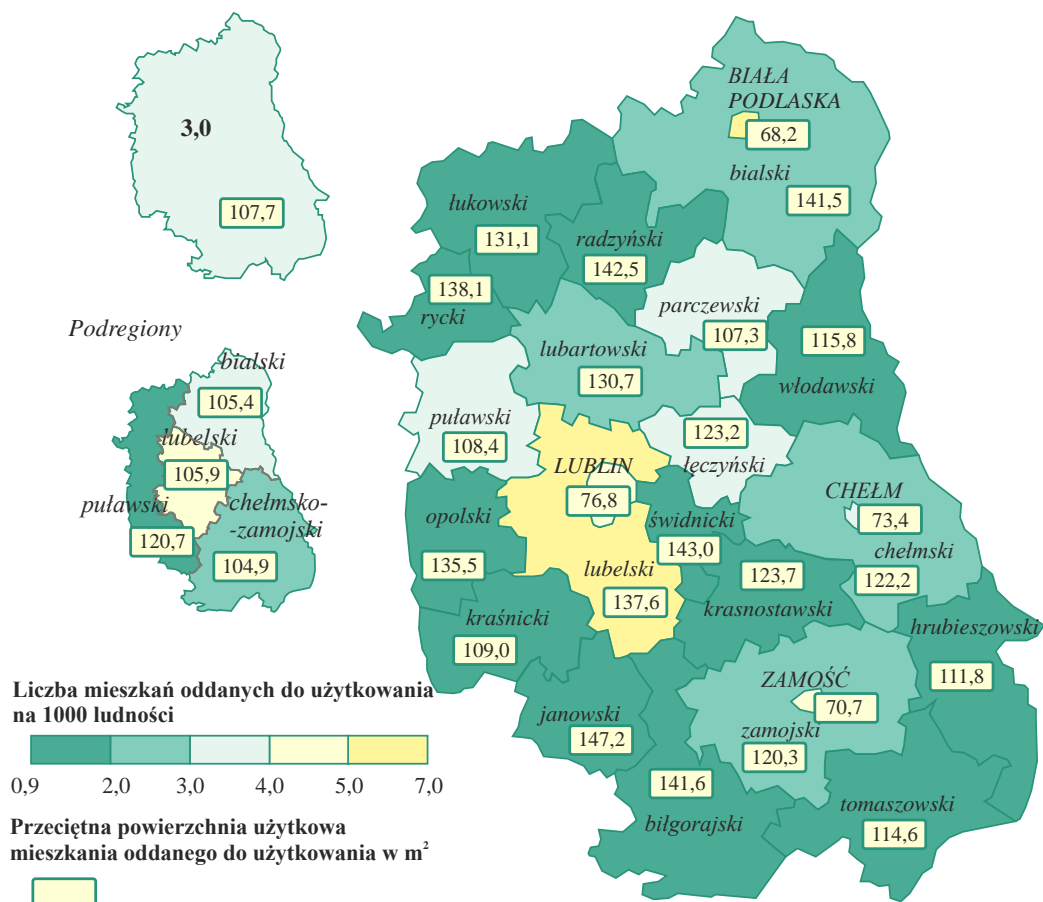 3,0
107,7
Podregiony
bialski
105,4
lubelski
105,9
puławski
120,7
chełmsko-
-zamojski
104,9
BIAŁA
PODLASKA
68,2
bialski
141,5
łukowski
131,1
radzyński
142,5
138,1
rycki
parczewski
107,3
115,8
włodawski
lubartowski
130,7
puławski
108,4
123,2
łęczyński
LUBLIN
76,8
CHEŁM
73,4
chełmski
122,2
opolski
135,5
świdnicki
143,0
123,7
krasnostawski
lubelski
137,6
kraśnicki
109,0
hrubieszowski
111,8
ZAMOŚĆ
70,7
zamojski
120,3
janowski
147,2
141,6
biłgorajski
tomaszowski
114,6
Liczba mieszkań oddanych do użytkowania
na 1000 ludności
0,9 2,0 3,0 4,0 5,0 7,0
Przeciętna powierzchnia użytkowa
mieszkania oddanego do użytkowania w m²